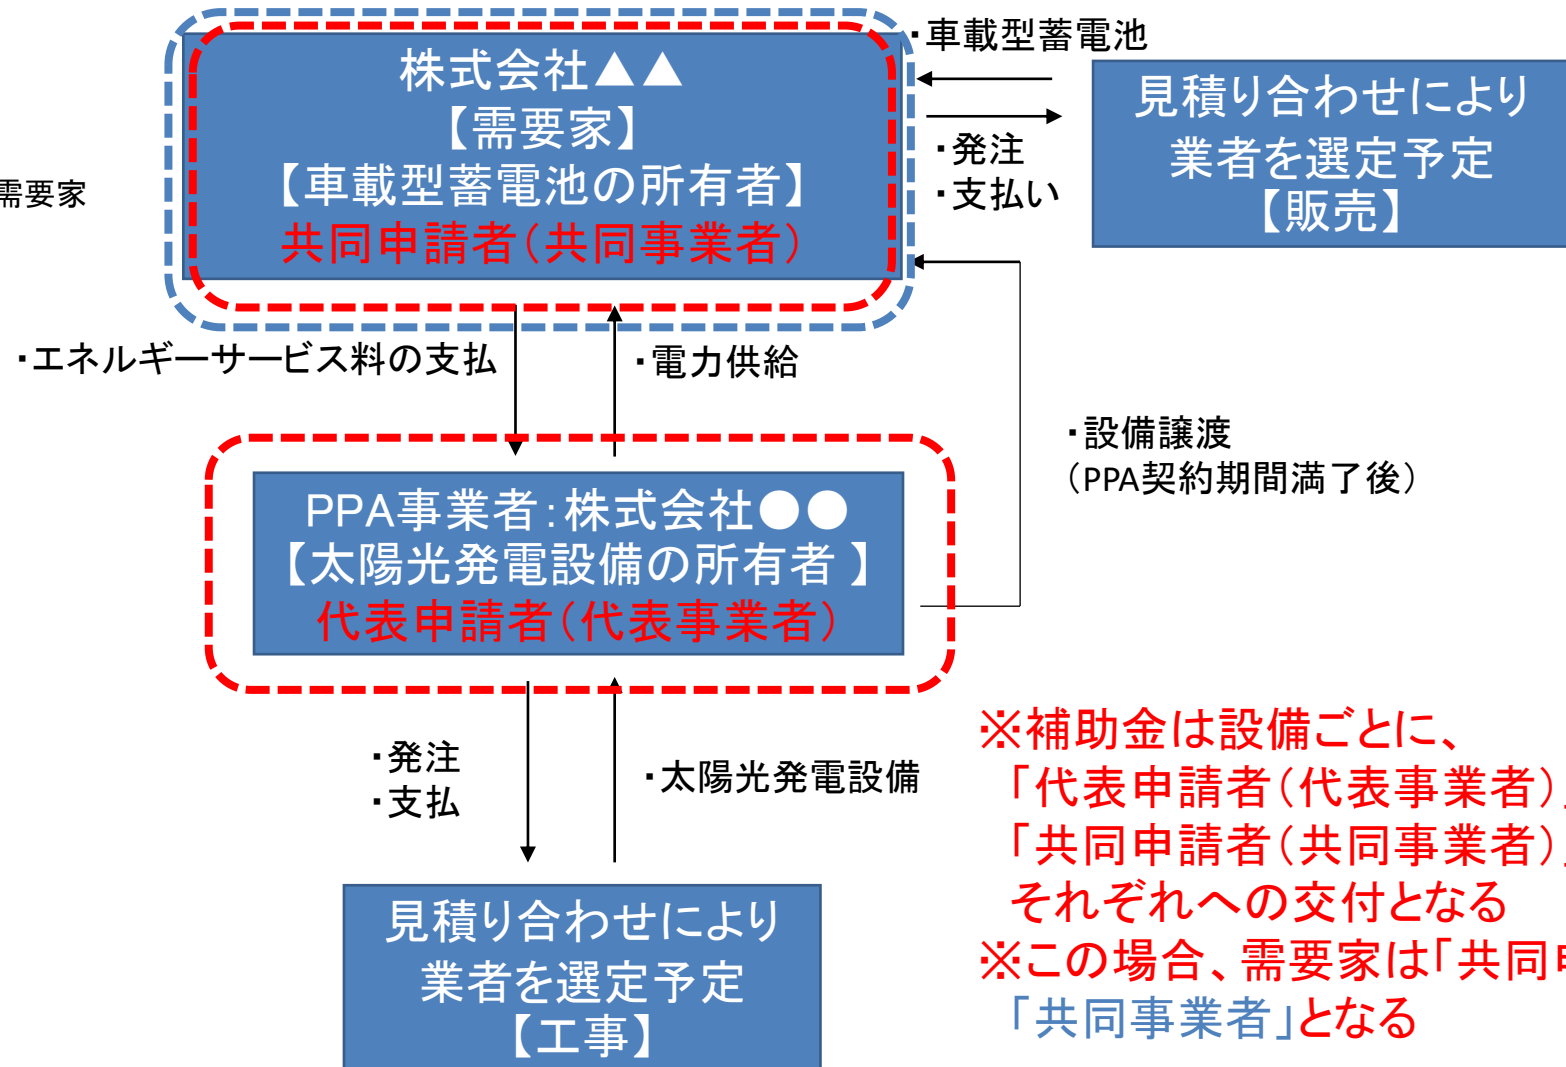 ・車載型蓄電池
株式会社▲▲
【需要家】
【車載型蓄電池の所有者】
共同申請者(共同事業者)
需要家
見積り合わせにより
業者を選定予定
【販売】
・発注
・支払い
・エネルギーサービス料の支払
・電力供給
・設備譲渡
(PPA契約期間満了後)
PPA事業者:株式会社●●
【太陽光発電設備の所有者 】
代表申請者(代表事業者)
・発注
・支払
・太陽光発電設備
見積り合わせにより
業者を選定予定
【工事】
※補助金は設備ごとに、
「代表申請者(代表事業者)」
「共同申請者(共同事業者)」
それぞれへの交付となる
※この場合、需要家は「共同申
「共同事業者」となる